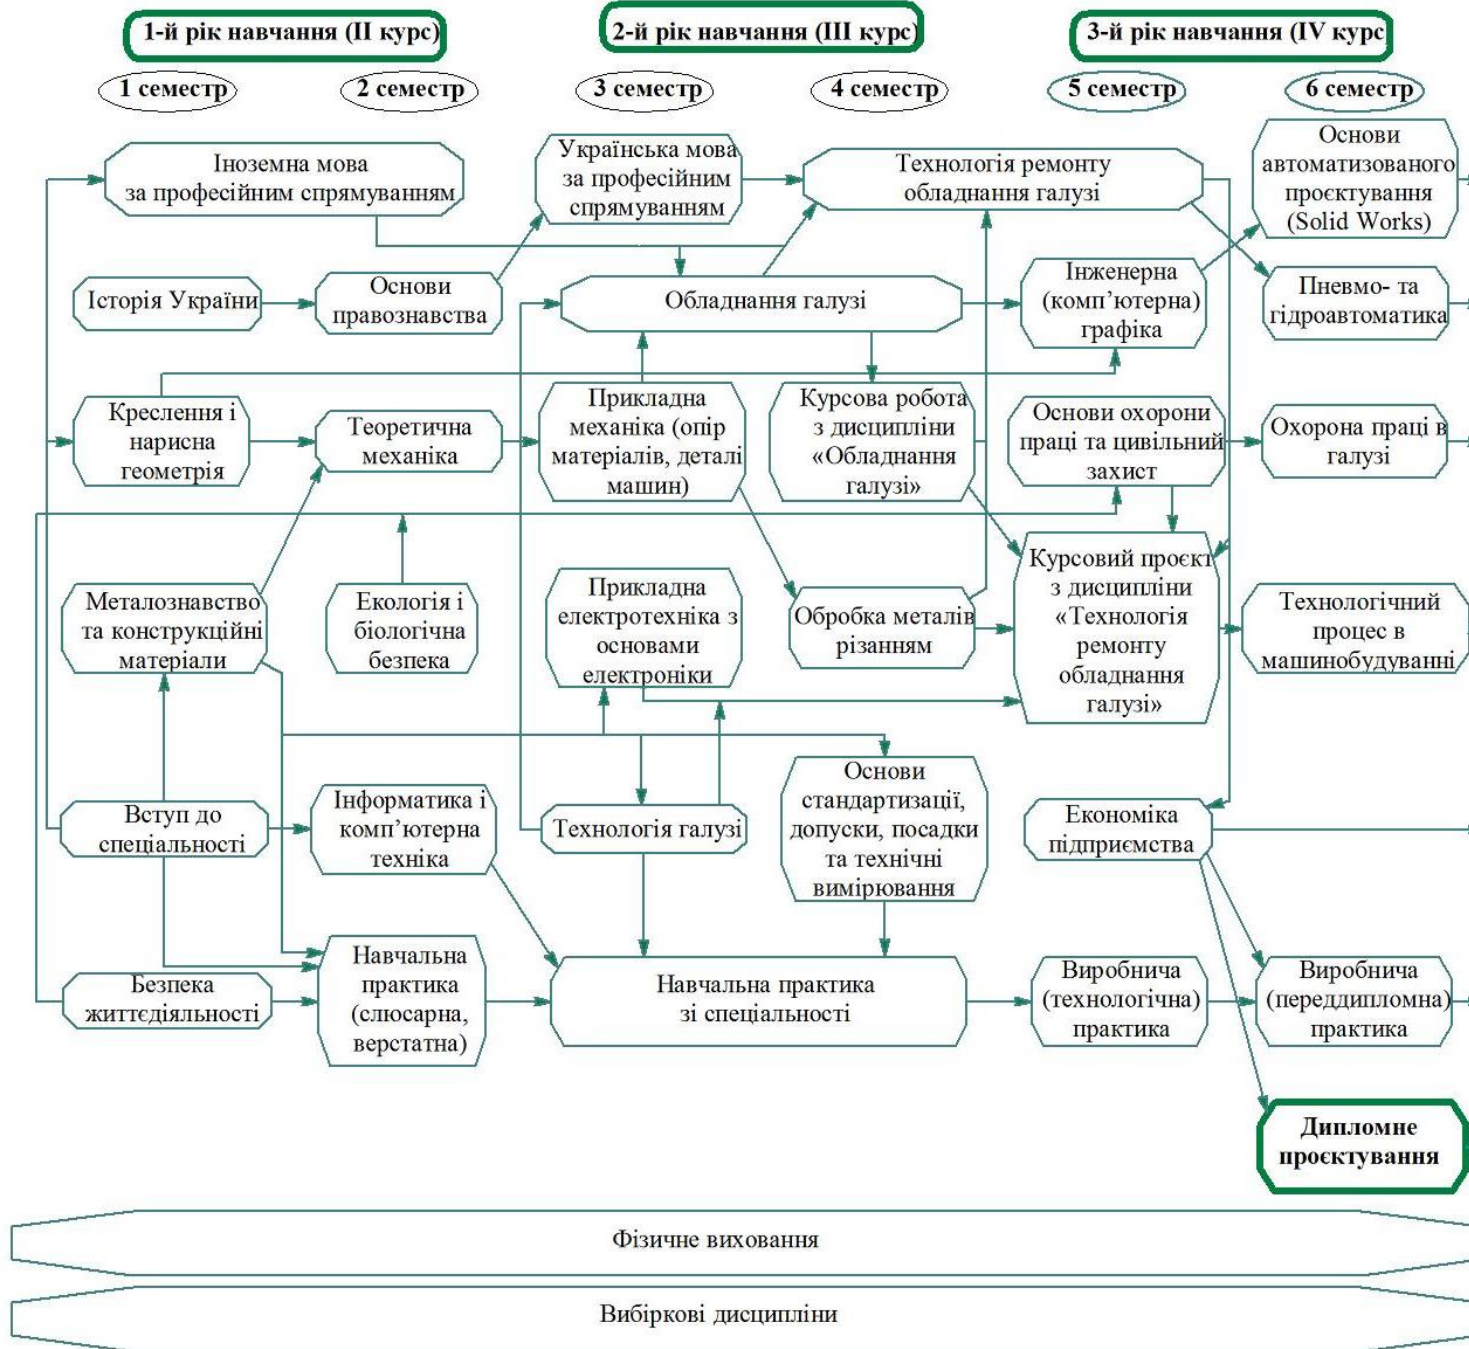 1-й рік навчання (II курс)
2-й рік навчання (III курс)
3-й рік навчання (IV курс
1 семестр
2 семестр
3 семестр
4 семестр
5 семестр
6 семестр
Іноземна мова
за професійним спрямуванням
Українська мова
за професійним
спрямуванням
Технологія ремонту
обладнання галузі
Основи
автоматизованого
проєктування
(Solid Works)
Історія України
Основи
правознавства
Обладнання галузі
Інженерна
(комп’ютерна)
графіка
Пневмо- та
гідроавтоматика
Креслення і
нарисна
геометрія
Теоретична
механіка
Прикладна
механіка (опір
матеріалів, деталі
машин)
Курсова робота
з дисципліни
«Обладнання
галузі»
Основи охорони
праці та цивільний
захист
Охорона праці в
галузі
Металознавство
та конструкційні
матеріали
Екологія і
біологічна
безпека
Прикладна
електротехніка з
основами
електроніки
Обробка металів
різанням
Курсовий проєкт
з дисципліни
«Технологія
ремонту
обладнання
галузі»
Технологічний
процес в
машинобудуванні
Вступ до
спеціальності
Інформатика і
комп’ютерна
техніка
Технологія галузі
Основи
стандартизації,
допуски, посадки
та технічні
вимірювання
Економіка
підприємства
Безпека
життєдіяльності
Навчальна
практика
(слюсарна,
верстатна)
Навчальна практика
зі спеціальності
Виробнича
(технологічна)
практика
Виробнича
(переддипломна)
практика
Дипломне
проєктування
Фізичне виховання
Вибіркові дисципліни